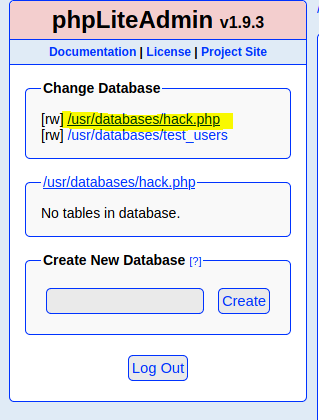 phpLiteAdmin v1.9.3
Documentation | License | Project Site
Change Database
[rw] /usr/databases/hack.php
[rw] /usr/databases/test_users
/usr/databases/hack.php
No tables in database.
Create New Database [?]
Create
Log Out